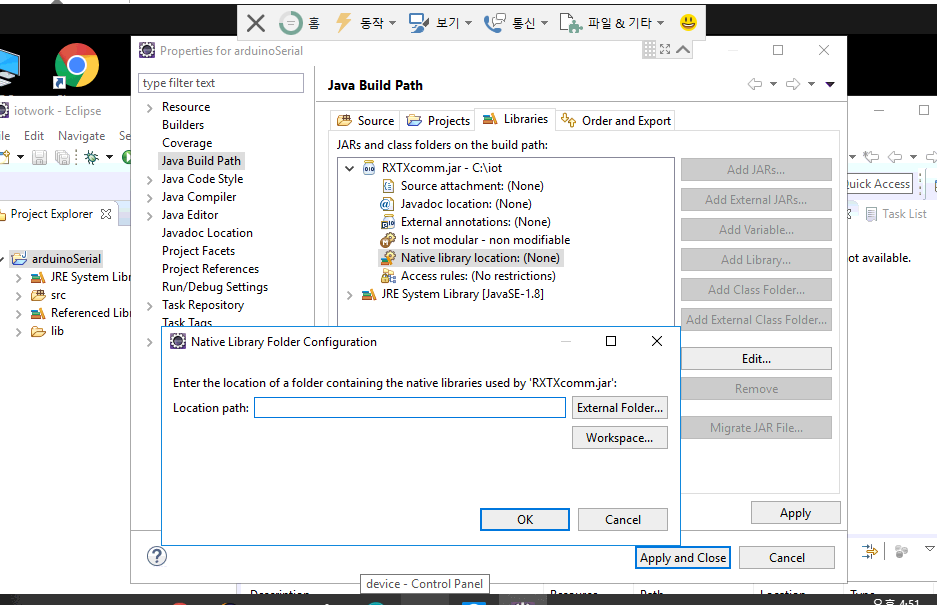 홈 동작 보기 통신 파일 & 기타
Properties for arduinoSerial
type filter text
Java Build Path
Resource
Builders
Coverage
Java Build Path
Java Code Style
Java Compiler
Java Editor
Javadoc Location
Project Facets
Project References
Run/Debug Settings
Task Repository
Task Tags
Source Projects Libraries Order and Export
JARs and class folders on the build path:
RXTXcomm.jar - C:\iot
Source attachment: (None)
Javadoc location: (None)
External annotations: (None)
Is not modular - non modifiable
Native library location: (None)
Access rules: (No restrictions)
JRE System Library [JavaSE-1.8]
Add JARs...
Add External JARs...
Add Variable...
Add Library...
Add Class Folder...
Add External Class Folder...
Edit...
Remove
Migrate JAR File...
Apply
Apply and Close
Cancel
Native Library Folder Configuration
Enter the location of a folder containing the native libraries used by 'RXTXcomm.jar':
Location path:
External Folder...
Workspace...
OK
Cancel
iotwork - Eclipse
Edit Navigate
Project Explorer
arduinoSerial
JRE System Libr
src
Referenced Lib
lib
Quick Access
Task List
ot available.
device - Control Panel
Description Resource Path Location Type
오후 4:51